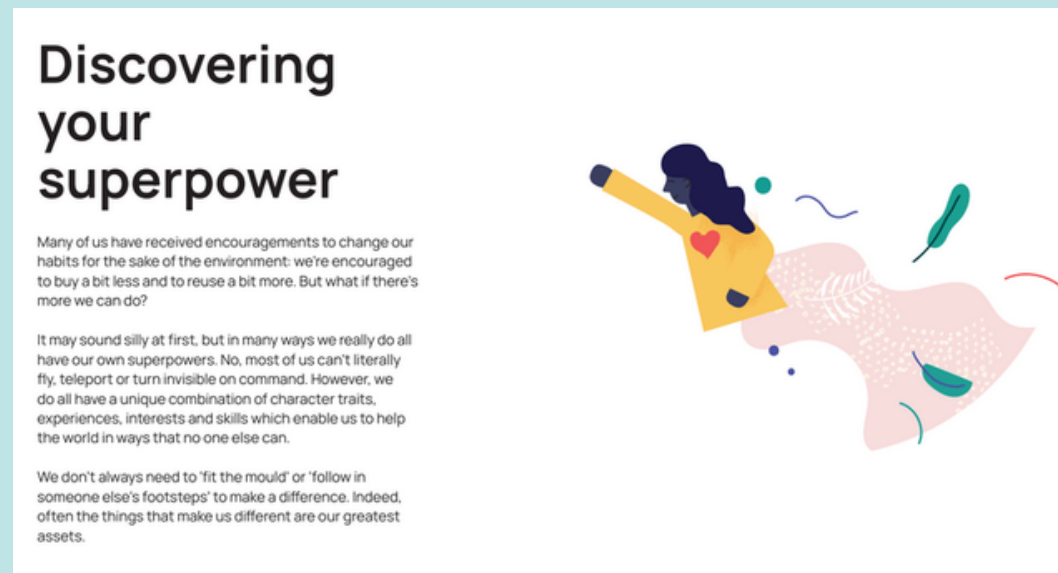 Discovering
your
superpower
Many of us have received encouragements to change our
habits for the sake of the environment: we're encouraged
to buy a bit less and to reuse a bit more. But what if there's
more we can do?
It may sound silly at first, but in many ways we really do all
have our own superpowers. No, most of us can't literally
fly, teleport or turn invisible on command. However, we
do all have a unique combination of character traits,
experiences, interests and skills which enable us to help
the world in ways that no one else can.
We don't always need to 'fit the mould' or 'follow in
someone else's footsteps' to make a difference. Indeed,
often the things that make us different are our greatest
assets.